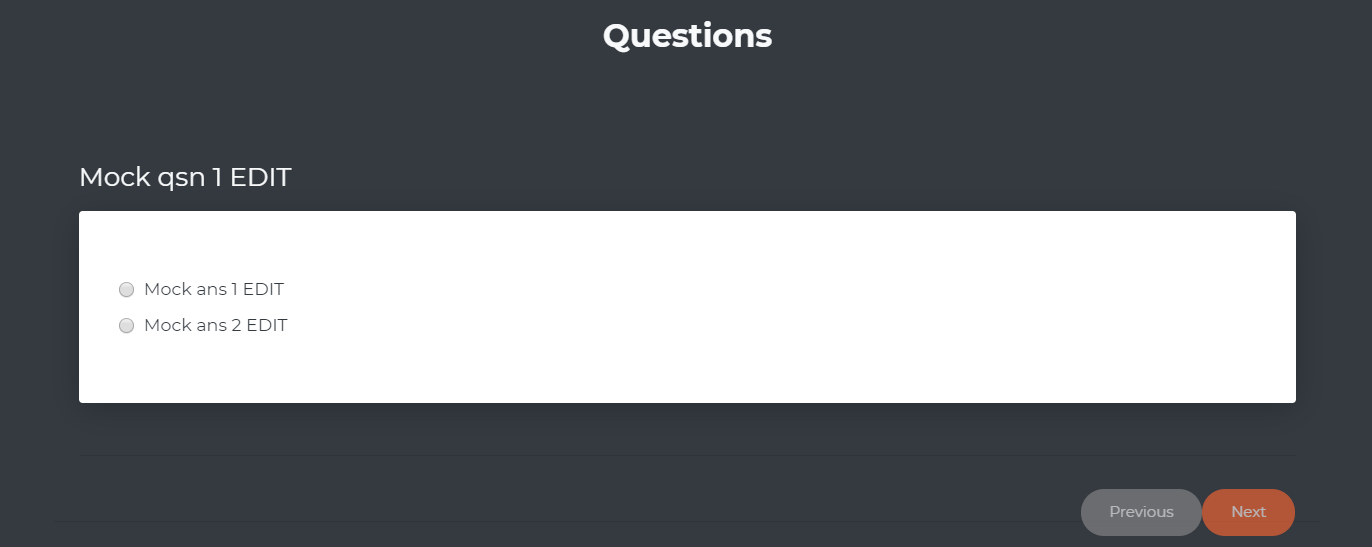 Questions
Mock qsn 1 EDIT
Mock ans 1 EDIT
Mock ans 2 EDIT
Previous Next